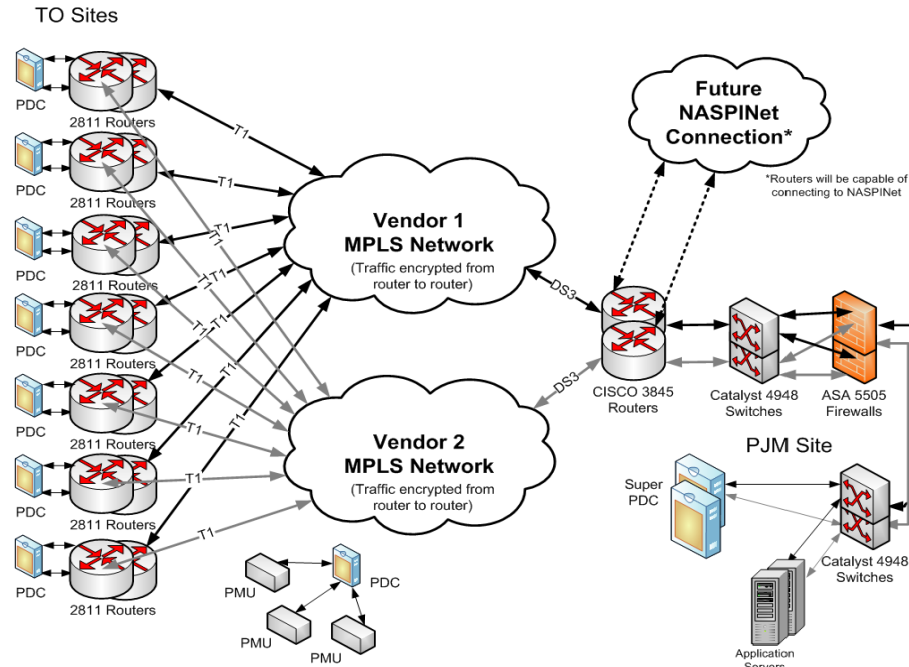 TO Sites
PDC
2811 Routers
PDC
2811 Routers
PDC
2811 Routers
PDC
2811 Routers
PDC
2811 Routers
PDC
2811 Routers
PDC
2811 Routers
T1
T1
T1
T1
T1
T1
T1
T1
T1
T1
T1
T1
T1
T1
Vendor 1
MPLS Network
(Traffic encrypted from
router to router)
Vendor 2
MPLS Network
(Traffic encrypted from
router to router)
DS3
DS3
Future
NASPINet
Connection*
*Routers will be capable of
connecting to NASPINet
CISCO 3845
Routers
Catalyst 4948
Switches
ASA 5505
Firewalls
PJM Site
Super
PDC
Catalyst 4948
Switches
Application
Servers
PDC
PMU
PMU
PMU